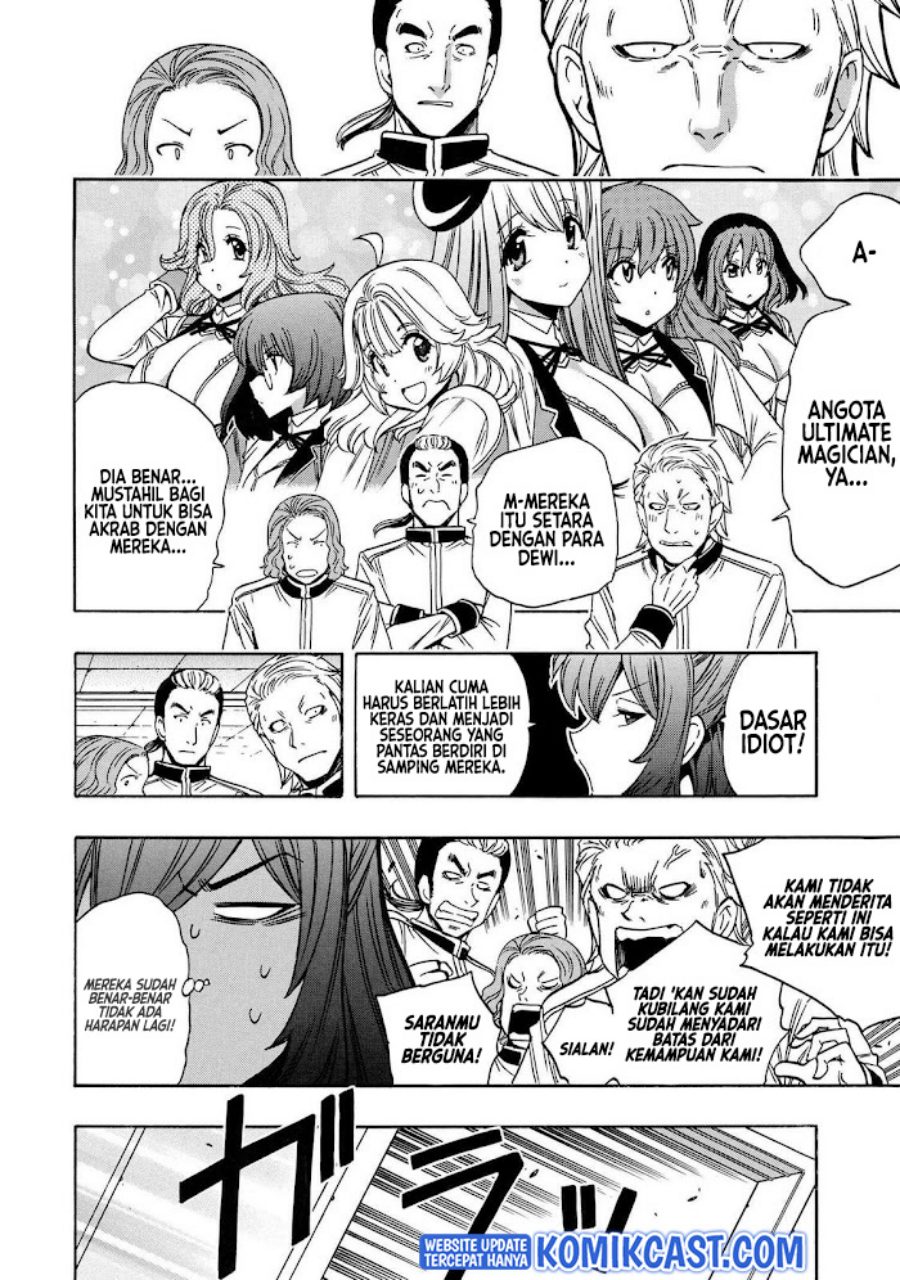 A-
ANGOTA
ULTIMATE
MAGICIAN,
YA...
M-MEREKA
ITU SETARA
DENGAN PARA
DEWI...
DIA BENAR...
MUSTAHIL BAGI
KITA UNTUK BISA
AKRAB DENGAN
MEREKA...
DASAR
IDIOT!
KALIAN CUMA
HARUS BERLATIH LEBIH
KERAS DAN MENJADI
SESEORANG YANG
PANTAS BERDIRI DI
SAMPING MEREKA.
KAMI TIDAK
AKAN MENDERITA
SEPERTI INI
KALAU KAMI BISA
MELAKUKAN ITU!
TADI 'KAN SUDAH
KUBILANG KAMI
SUDAH MENYADARI
BATAS DARI
KEMAMPUAN KAMI!
SIALAN!
SARANMU
TIDAK
BERGUNA!
MEREKA SUDAH
BENAR-BENAR
TIDAK ADA
HARAPAN LAGI!
ガラ
WEBSITE UPDATE
TERCEPAT HANYA
KOMIKCAST.COM